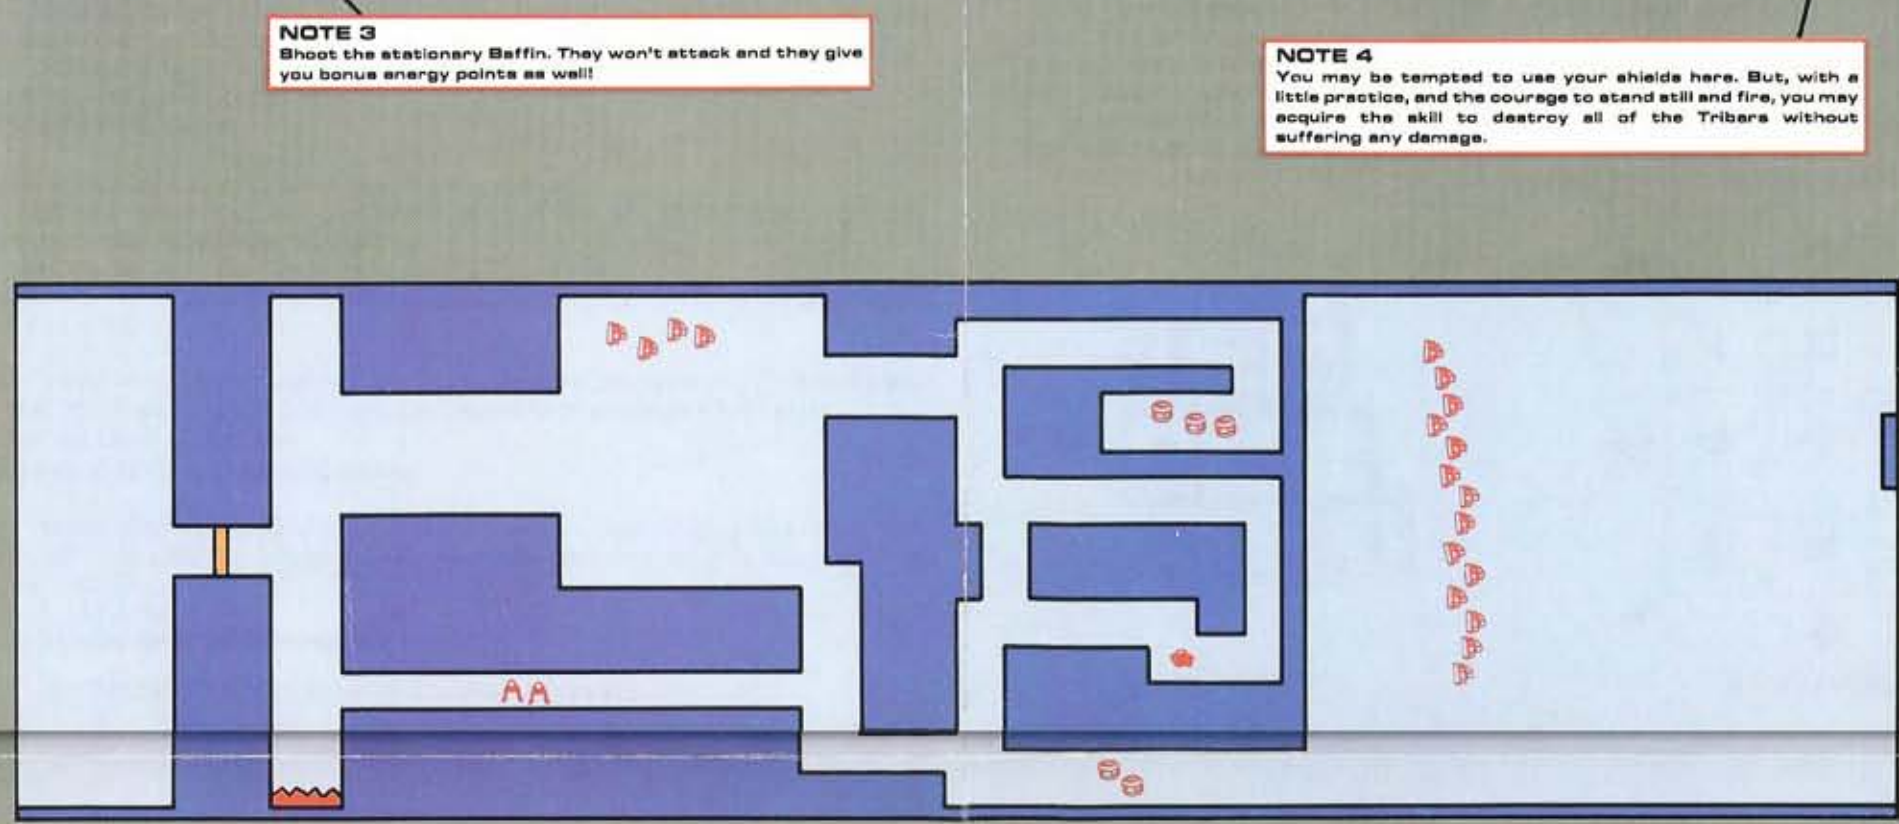 NOTE 3
Shoot the stationary Baffin. They won't attack and they give
you bonus energy points as well!
NOTE 4
You may be tempted to use your shields here. But, with a
little practice, and the courage to stand still and fire, you may
acquire the skill to destroy all of the Tribars without
suffering any damage.